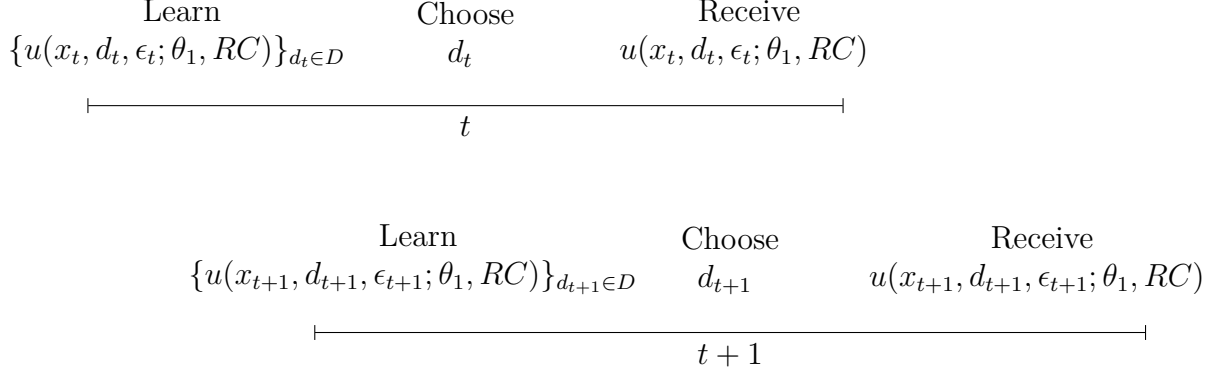 Learn Choose Receive
{u(x_t, d_t, ϵ_t; θ_1, RC)}_{d_t∈D} d_t u(x_t, d_t, ϵ_t; θ_1, RC)
t
Learn Choose Receive
{u(x_{t+1}, d_{t+1}, ϵ_{t+1}; θ_1, RC)}_{d_{t+1}∈D} d_{t+1} u(x_{t+1}, d_{t+1}, ϵ_{t+1}; θ_1, RC)
t + 1